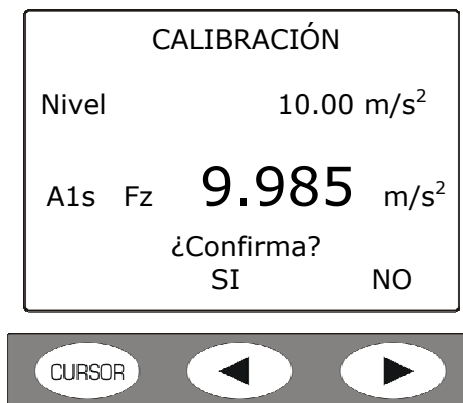 CALIBRACIÓN
Nivel 10.00 m/s²
A1s Fz 9.985 m/s²
¿Confirma?
SI NO
CURSOR ◀ ▶